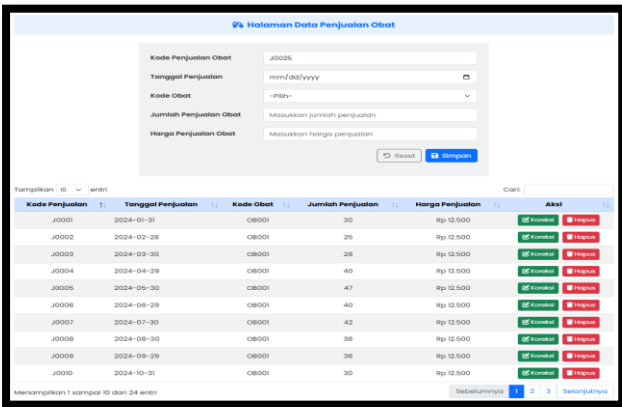 Halaman Data Penjualan Obat
Kode Penjualan Obat J0025
Tanggal Penjualan mm/dd/yyyy
Kode Obat -Pilih-
Jumlah Penjualan Obat Masukkan jumlah penjualan
Harga Penjualan Obat Masukkan harga penjualan
Reset Simpan
Tampilkan 10 entri Cari:
Kode Penjualan Tanggal Penjualan Kode Obat Jumlah Penjualan Harga Penjualan Aksi
J0001 2024-01-31 OB001 30 Rp 12.500 Koreksi Hapus
J0002 2024-02-28 OB001 25 Rp 12.500 Koreksi Hapus
J0003 2024-03-30 OB001 28 Rp 12.500 Koreksi Hapus
J0004 2024-04-29 OB001 40 Rp 12.500 Koreksi Hapus
J0005 2024-05-30 OB001 47 Rp 12.500 Koreksi Hapus
J0006 2024-06-29 OB001 40 Rp 12.500 Koreksi Hapus
J0007 2024-07-30 OB001 42 Rp 12.500 Koreksi Hapus
J0008 2024-08-30 OB001 38 Rp 12.500 Koreksi Hapus
J0009 2024-09-29 OB001 36 Rp 12.500 Koreksi Hapus
J0010 2024-10-31 OB001 30 Rp 12.500 Koreksi Hapus
Menampilkan 1 sampai 10 dari 24 entri Sebelumnya 1 2 3 Selanjutnya